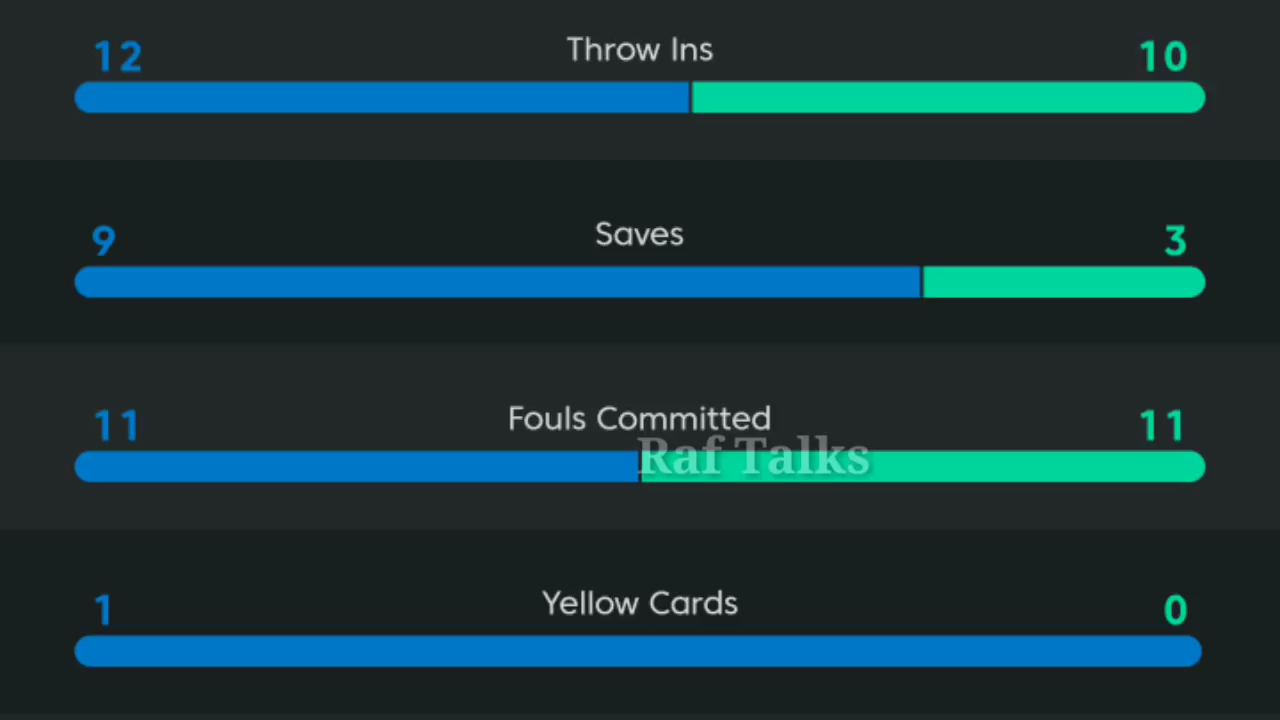 12 Throw Ins 10
9 Saves 3
11 Fouls Committed 11
Raf Talks
1 Yellow Cards 0